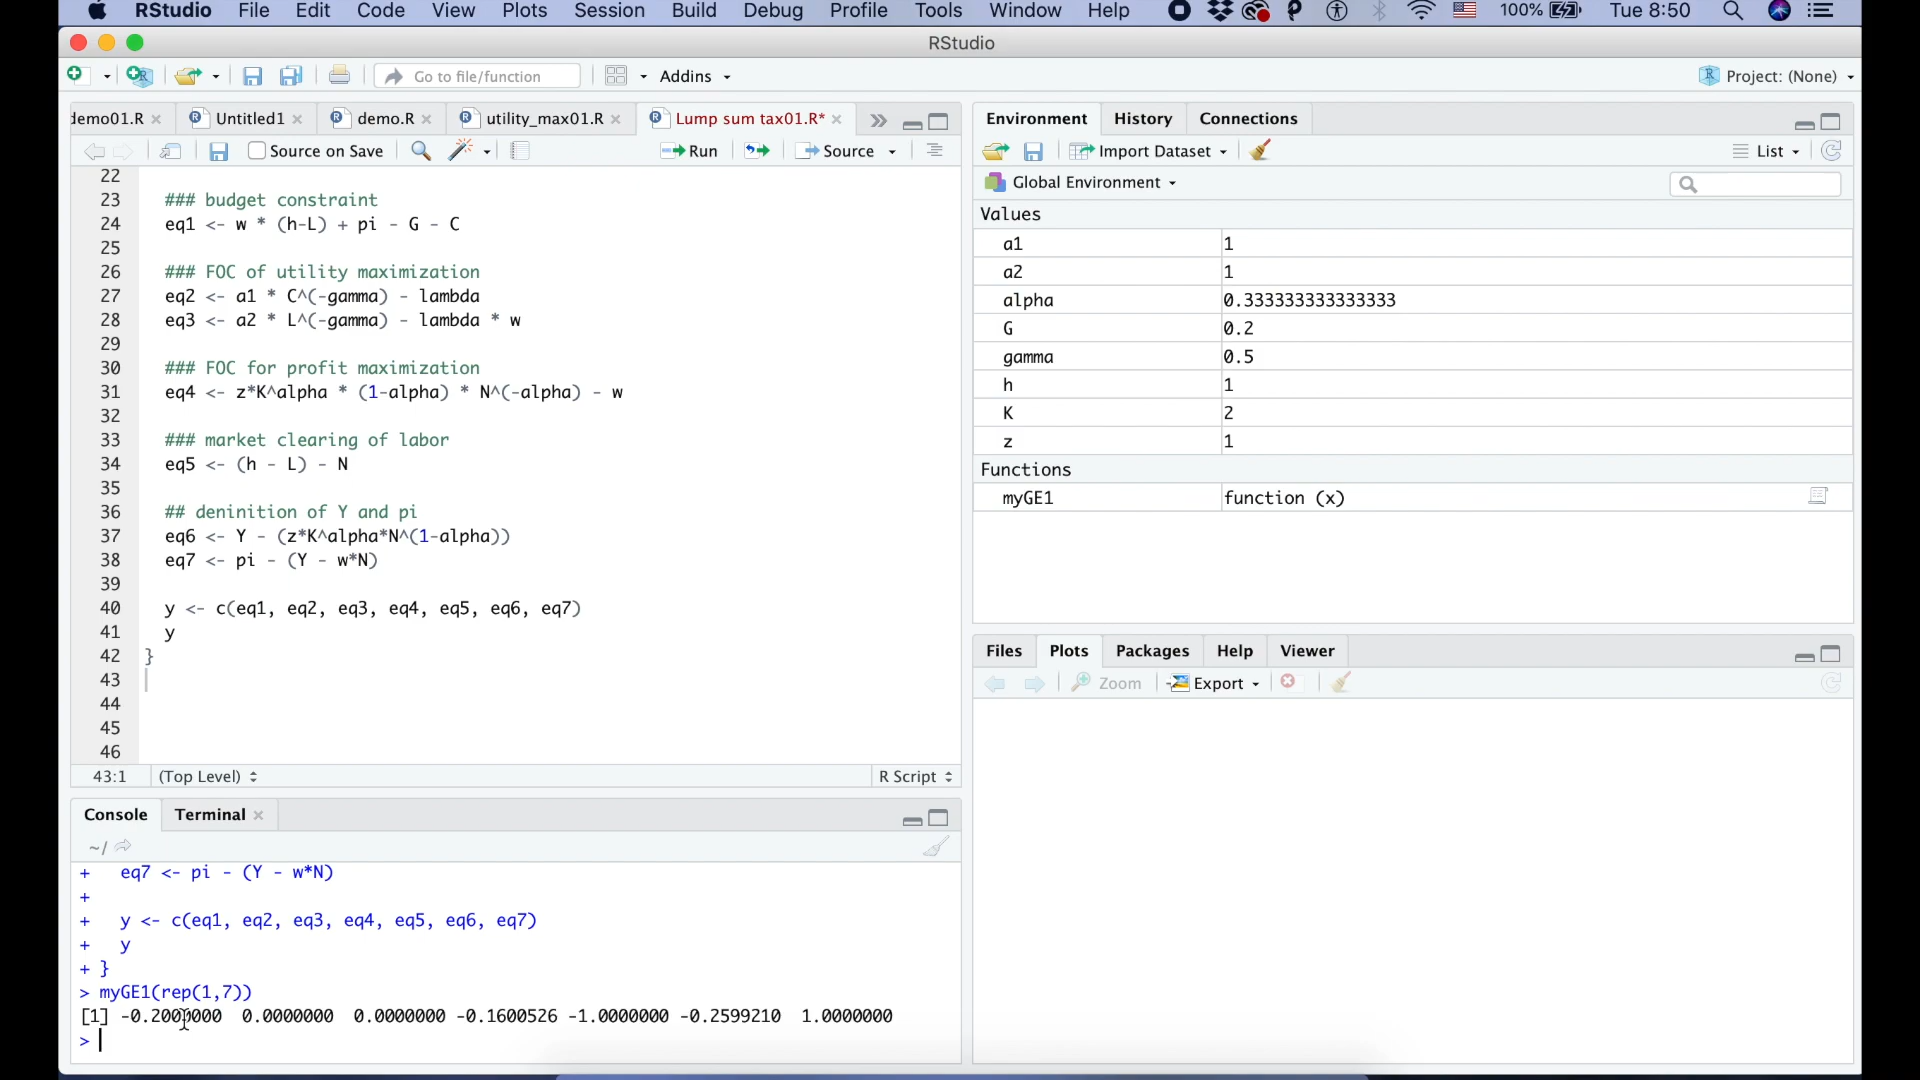 RStudio File Edit Code View Plots Session Build Debug Profile Tools Window Help 100% Tue 8:50
RStudio
Go to file/function Addins Project: (None)
demo01.R Untitled1 demo.R utility_max01.R Lump sum tax01.R*
Source on Save Run Source
22
23 ### budget constraint
24 eq1 <- w * (h-L) + pi - G - C
25
26 ### FOC of utility maximization
27 eq2 <- a1 * C^(-gamma) - lambda
28 eq3 <- a2 * L^(-gamma) - lambda * w
29
30 ### FOC for profit maximization
31 eq4 <- z*K^alpha * (1-alpha) * N^(-alpha) - w
32
33 ### market clearing of labor
34 eq5 <- (h - L) - N
35
36 ## deninition of Y and pi
37 eq6 <- Y - (z*K^alpha*N^(1-alpha))
38 eq7 <- pi - (Y - w*N)
39
40 y <- c(eq1, eq2, eq3, eq4, eq5, eq6, eq7)
41 y
42 }
43
44
45
46
43:1 (Top Level) R Script
Console Terminal
~/
+ eq7 <- pi - (Y - w*N)
+
+ y <- c(eq1, eq2, eq3, eq4, eq5, eq6, eq7)
+ y
+ }
> myGE1(rep(1,7))
[1] -0.2000000 0.0000000 0.0000000 -0.1600526 -1.0000000 -0.2599210 1.0000000
>
Environment History Connections
Import Dataset List
Global Environment
Values
a1 1
a2 1
alpha 0.333333333333333
G 0.2
gamma 0.5
h 1
K 2
z 1
Functions
myGE1 function (x)
Files Plots Packages Help Viewer
Zoom Export